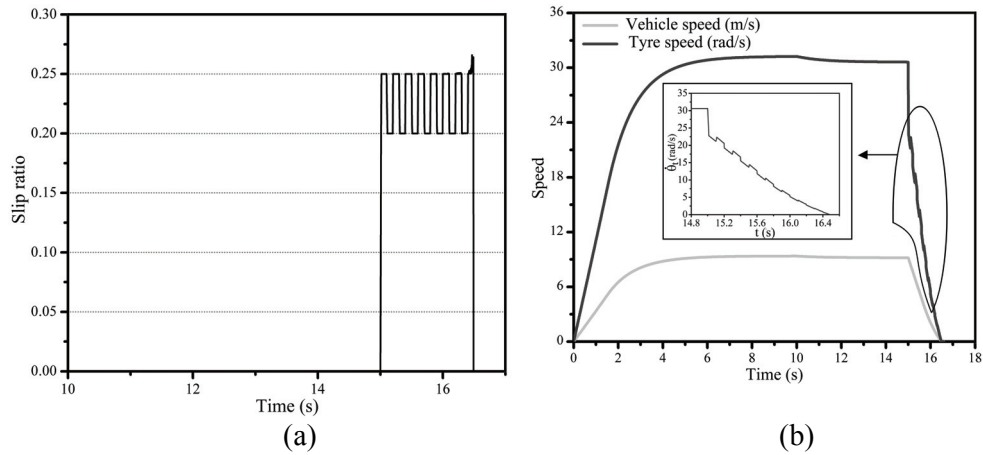 0.30
0.25
0.20
0.15
0.10
0.05
0.00
Slip ratio
10 12 14 16
Time (s)
(a)
36
30
24
18
12
6
0
Speed
Vehicle speed (m/s)
Tyre speed (rad/s)
35
30
25
20
15
10
5
0
θ̇ₜ(rad/s)
14.8 15.2 15.6 16.0 16.4
t (s)
0 2 4 6 8 10 12 14 16 18
Time (s)
(b)